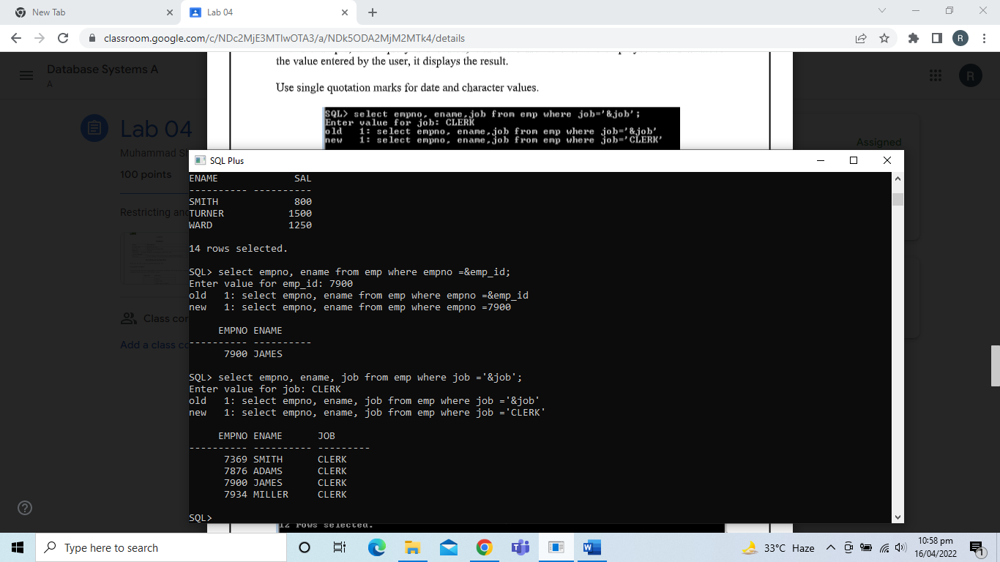 New Tab
Lab 04
classroom.google.com/c/NDc2MjE3MTIwOTA3/a/NDk5ODA2MjM2MTk4/details
R
Database Systems A
A
R
the value entered by the user, it displays the result.
Use single quotation marks for date and character values.
SQL> select empno, ename,job from emp where job='&job';
Enter value for job: CLERK
old 1: select empno, ename,job from emp where job='&job'
new 1: select empno, ename,job from emp where job='CLERK'
Lab 04
Assigned
Muhammad
100 points
Restricting
Class
Add a class
SQL Plus
ENAME SAL
---------- ----------
SMITH 800
TURNER 1500
WARD 1250
14 rows selected.
SQL> select empno, ename from emp where empno =&emp_id;
Enter value for emp_id: 7900
old 1: select empno, ename from emp where empno =&emp_id
new 1: select empno, ename from emp where empno =7900
EMPNO ENAME
---------- ----------
7900 JAMES
SQL> select empno, ename, job from emp where job ='&job';
Enter value for job: CLERK
old 1: select empno, ename, job from emp where job ='&job'
new 1: select empno, ename, job from emp where job ='CLERK'
EMPNO ENAME JOB
---------- ---------- ---------
7369 SMITH CLERK
7876 ADAMS CLERK
7900 JAMES CLERK
7934 MILLER CLERK
SQL>
12 rows selected.
Type here to search
33°C Haze
10:58 pm
16/04/2022
1